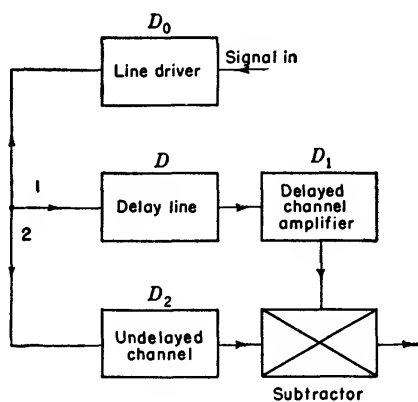 D₀
Line driver
Signal in
1
D
Delay line
D₁
Delayed
channel
amplifier
2
D₂
Undelayed
channel
Subtractor